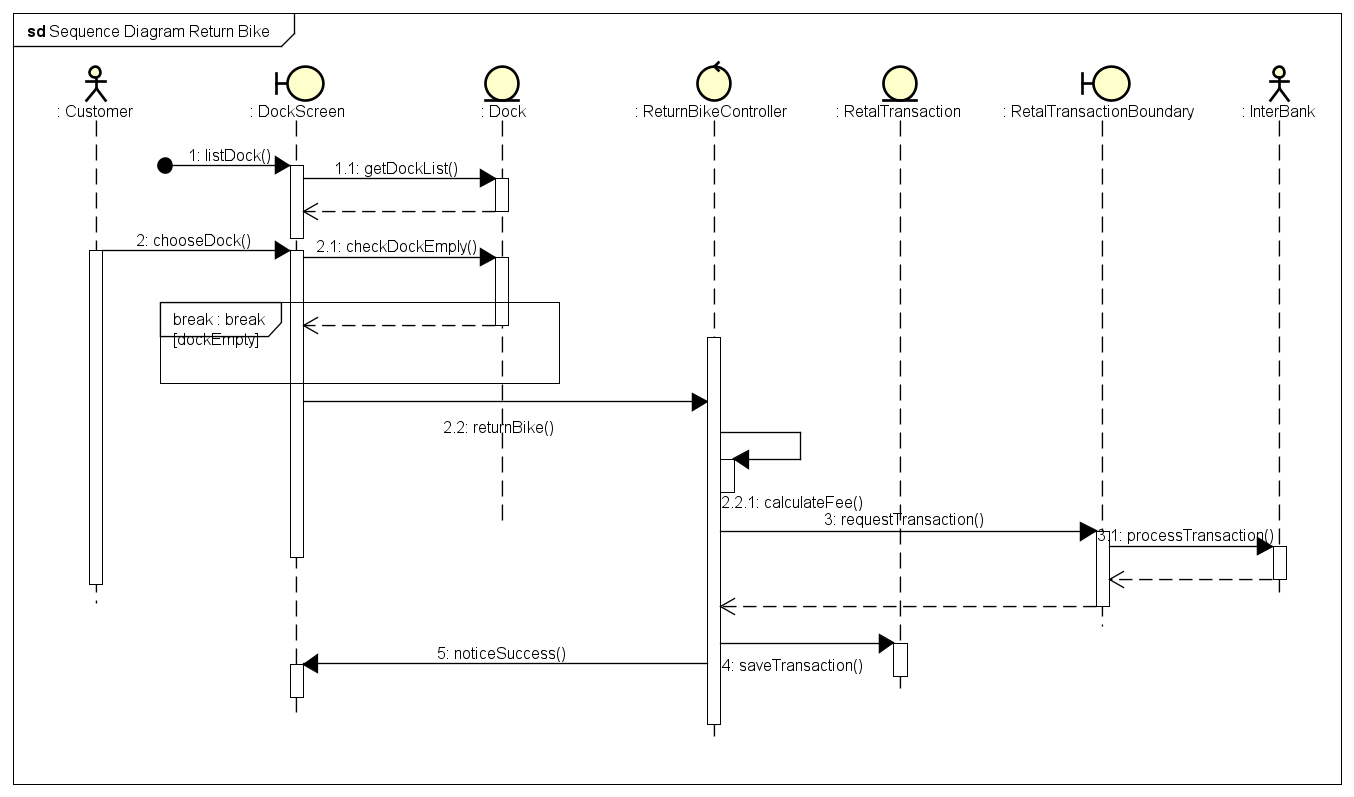 sd Sequence Diagram Return Bike
: Customer
: DockScreen
: Dock
: ReturnBikeController
: RetalTransaction
: RetalTransactionBoundary
: InterBank
1: listDock()
1.1: getDockList()
2: chooseDock()
2.1: checkDockEmply()
break : break
[dockEmpty]
2.2: returnBike()
2.2.1: calculateFee()
3: requestTransaction()
3.1: processTransaction()
5: noticeSuccess()
4: saveTransaction()